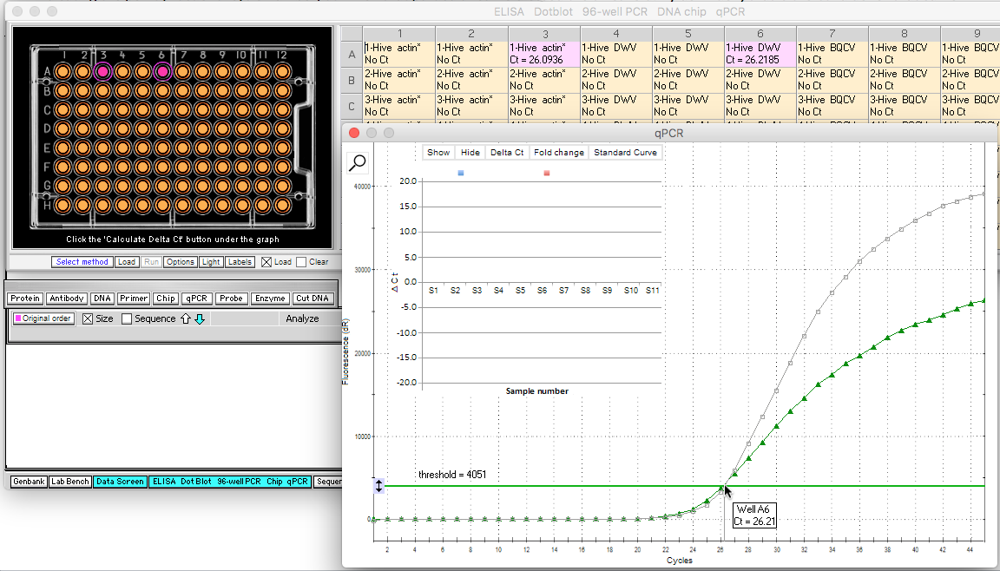 ELISA Dotblot 96-well PCR DNA chip qPCR
1 2 3 4 5 6 7 8 9 10 11 12
A
B
C
D
E
F
G
H
Click the 'Calculate Delta Ct' button under the graph
Select method Load Run Options Light Labels Load Clear
1 2 3 4 5 6 7 8 9
A 1-Hive actin* 1-Hive actin* 1-Hive actin* 1-Hive DWV 1-Hive DWV 1-Hive DWV 1-Hive BQCV 1-Hive BQCV 1-Hive BQCV
No Ct No Ct Ct = 26.0936 No Ct No Ct Ct = 26.2185 No Ct No Ct No Ct
B 2-Hive actin* 2-Hive actin* 2-Hive actin* 2-Hive DWV 2-Hive DWV 2-Hive DWV 2-Hive BQCV 2-Hive BQCV 2-Hive BQCV
No Ct No Ct No Ct No Ct No Ct No Ct No Ct No Ct No Ct
C 3-Hive actin* 3-Hive actin* 3-Hive actin* 3-Hive DWV 3-Hive DWV 3-Hive DWV 3-Hive BQCV 3-Hive BQCV 3-Hive BQCV
No Ct No Ct No Ct No Ct No Ct No Ct No Ct No Ct No Ct
Protein Antibody DNA Primer Chip qPCR Probe Enzyme Cut DNA
Original order Size Sequence Analyze
Genbank Lab Bench Data Screen ELISA Dot Blot 96-well PCR Chip qPCR Sequen
qPCR
Show Hide Delta Ct Fold change Standard Curve
20.0
15.0
10.0
5.0
0.0
-5.0
-10.0
-15.0
-20.0
Δ C t
S1 S2 S3 S4 S5 S6 S7 S8 S9 S10 S11
Sample number
40000
30000
20000
10000
0
Fluorescence (dR)
threshold = 4051
Well A6
Ct = 26.21
2 4 6 8 10 12 14 16 18 20 22 24 26 28 30 32 34 36 38 40 42 44
Cycles